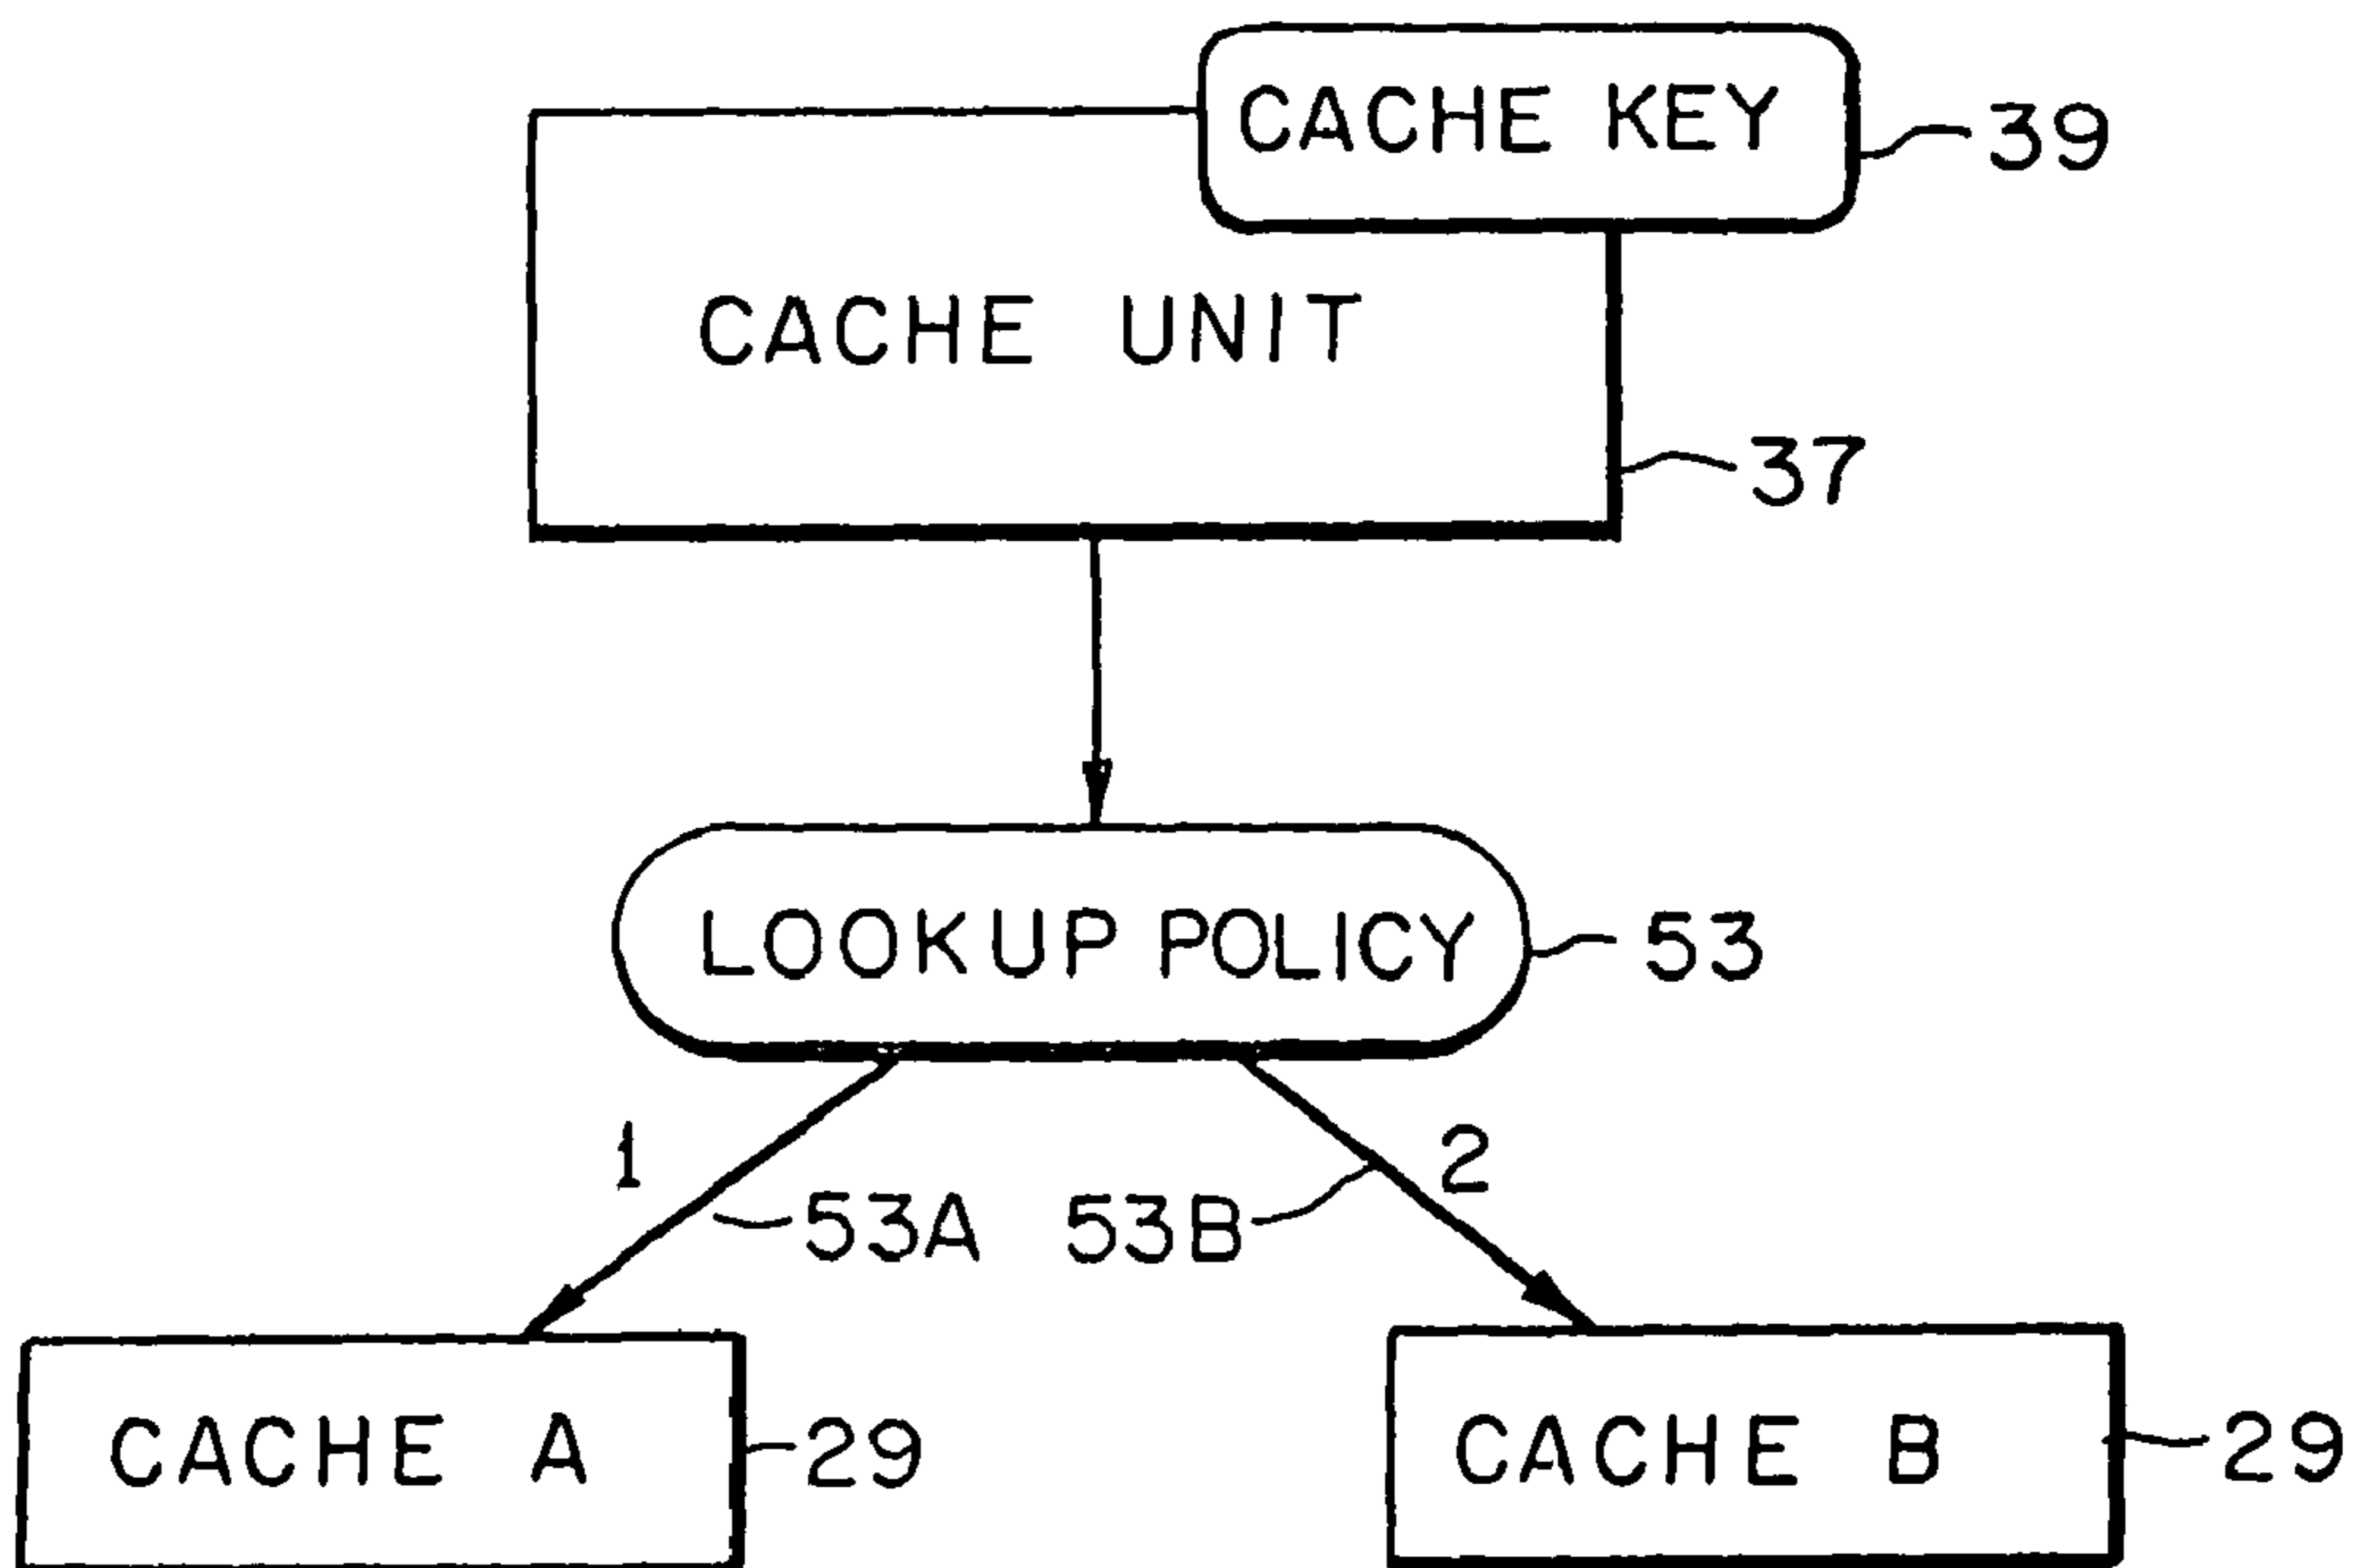 CACHE KEY
39
CACHE UNIT
37
LOOKUP POLICY
53
1
2
53A
53B
CACHE A
29
CACHE B
29